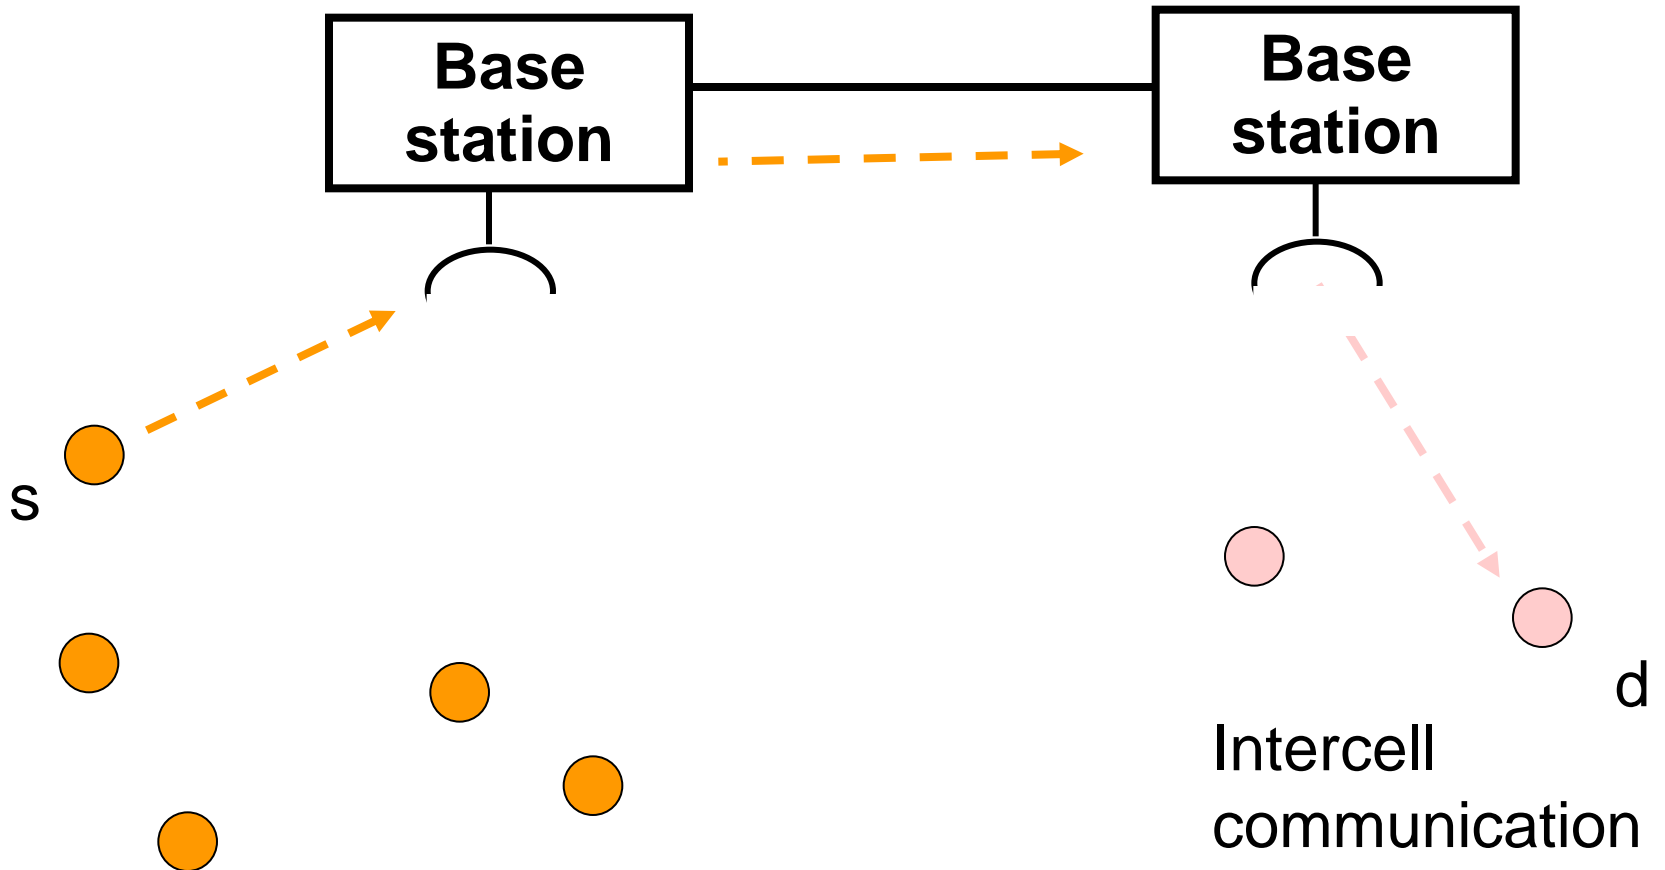 Base
station
Base
station
s
d
Intercell
communication